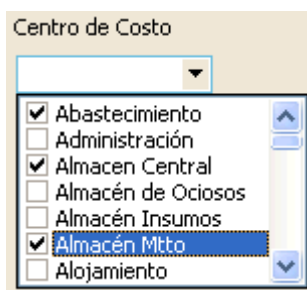 Centro de Costo
Abastecimiento
Administración
Almacen Central
Almacén de Ociosos
Almacén Insumos
Almacén Mtto
Alojamiento